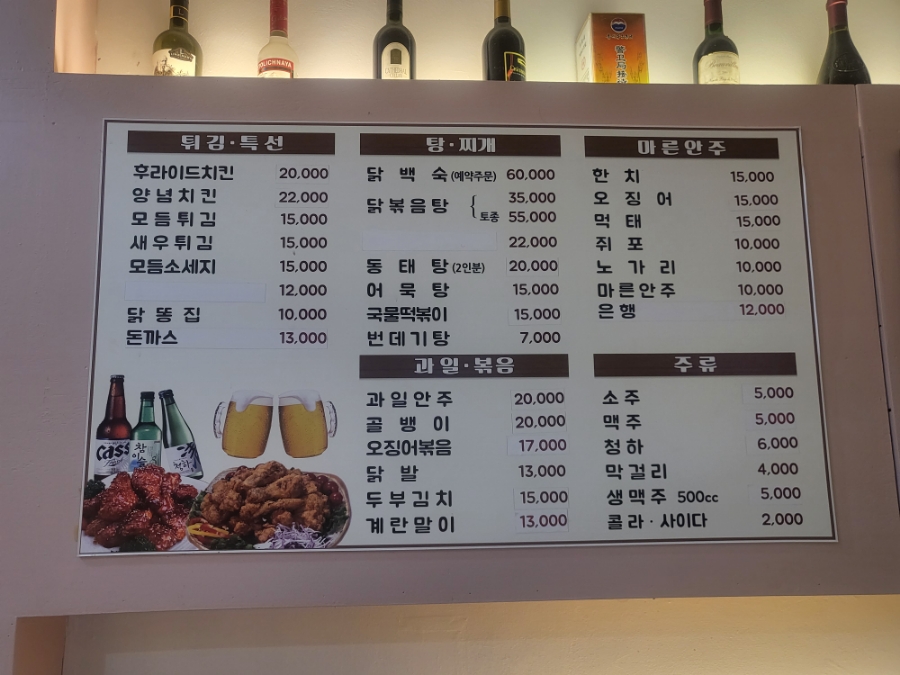 튀김·특선
후라이드치킨 20,000
양념치킨 22,000
모듬튀김 15,000
새우튀김 15,000
모듬소세지 15,000
12,000
닭똥집 10,000
돈까스 13,000
탕·찌개
닭백숙(예약주문) 60,000
닭볶음탕 { 35,000
토종 55,000
22,000
동태탕(2인분) 20,000
어묵탕 15,000
국물떡볶이 15,000
번데기탕 7,000
과일·볶음
과일안주 20,000
골뱅이 20,000
오징어볶음 17,000
닭발 13,000
두부김치 15,000
계란말이 13,000
마른안주
한치 15,000
오징어 15,000
먹태 15,000
쥐포 10,000
노가리 10,000
마른안주 10,000
은행 12,000
주류
소주 5,000
맥주 5,000
청하 6,000
막걸리 4,000
생맥주 500cc 5,000
콜라·사이다 2,000
Cass
참이슬
청하